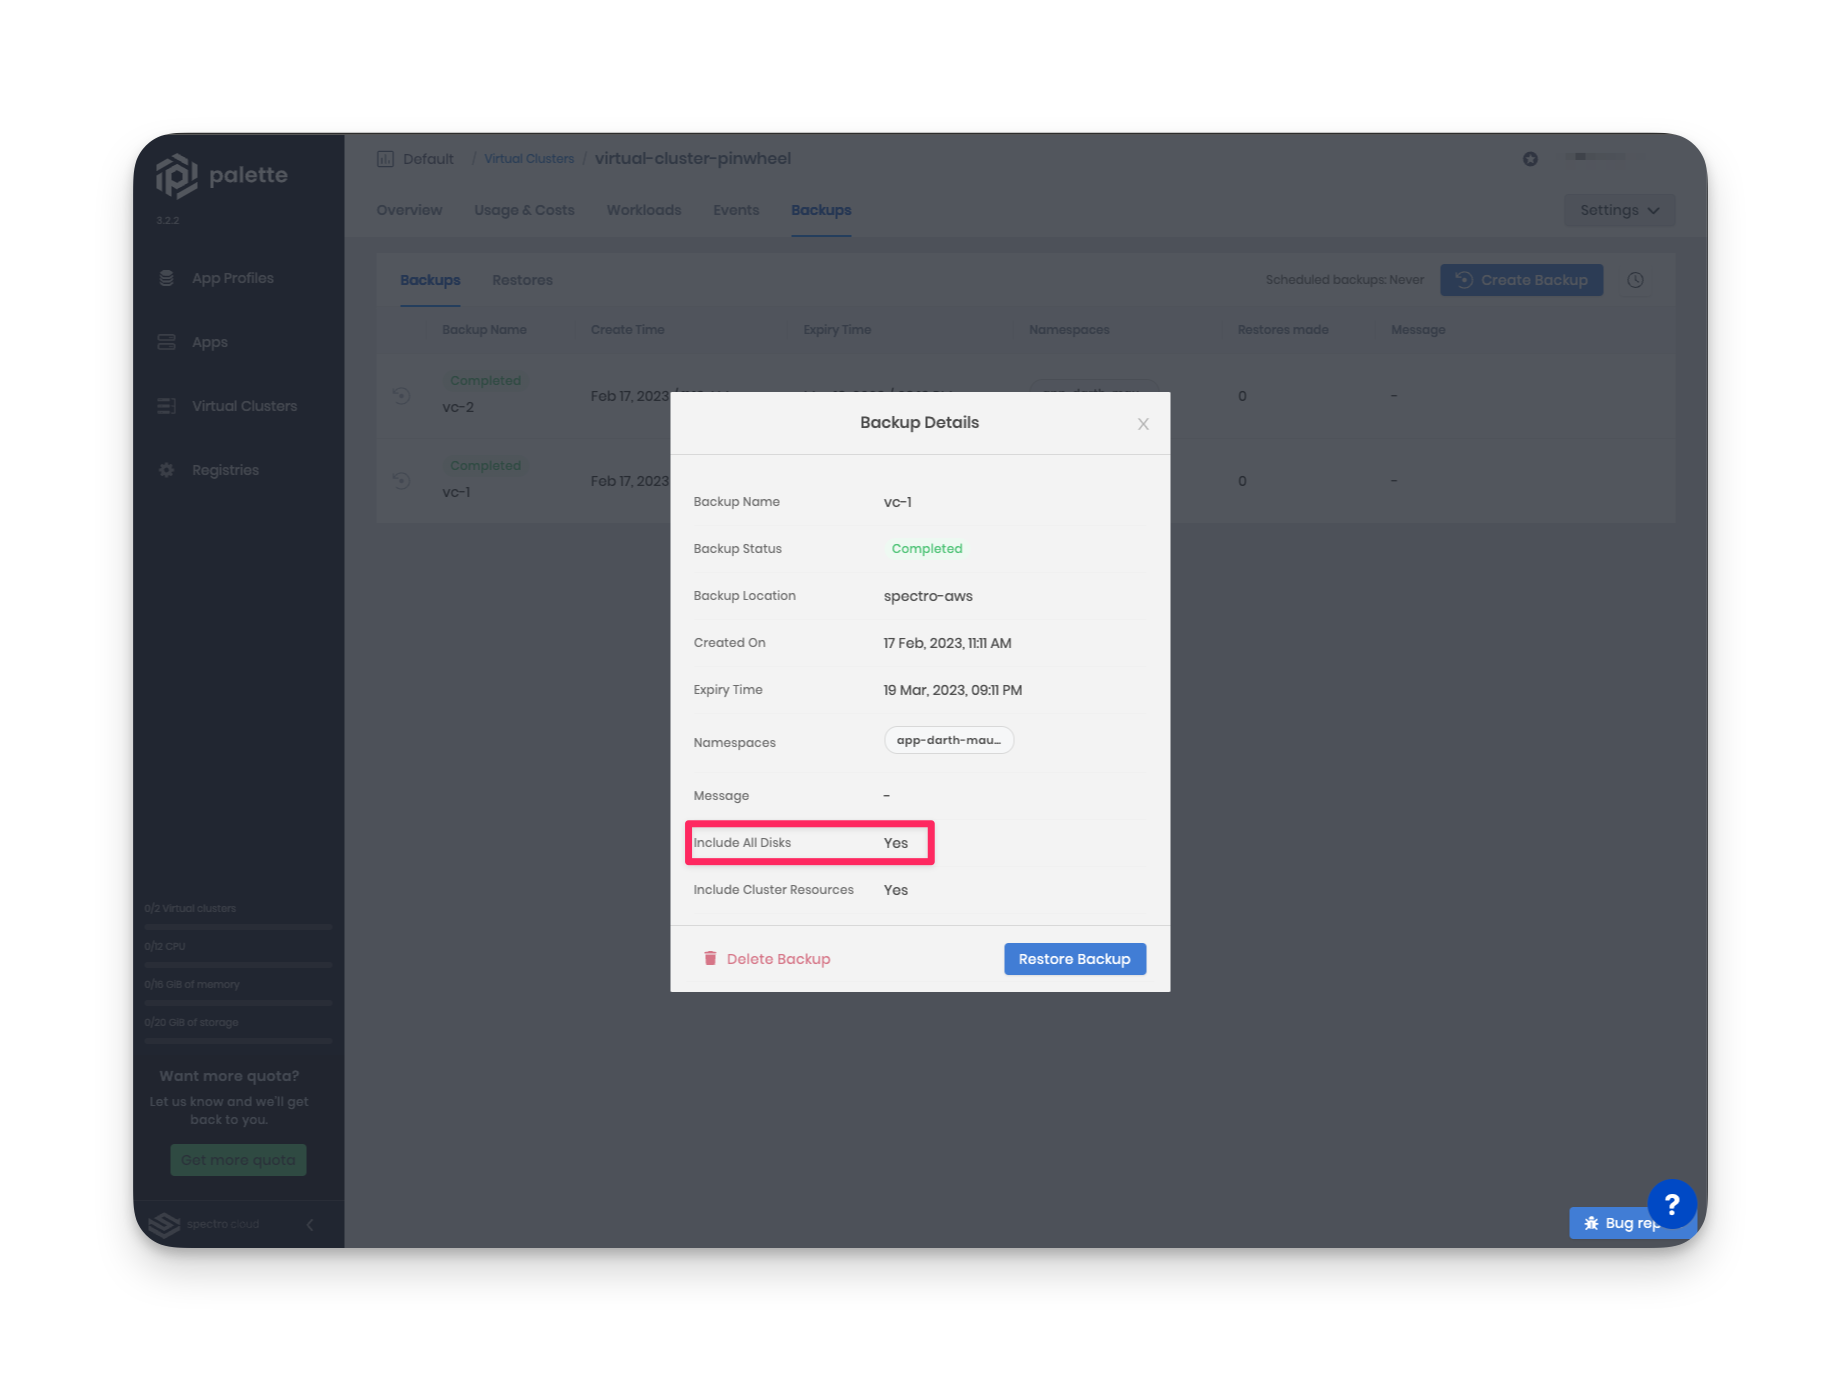 palette
3.2.2
Default / Virtual Clusters / virtual-cluster-pinwheel
Overview Usage & Costs Workloads Events Backups Settings
App Profiles
Apps
Virtual Clusters
Registries
Backups Restores Scheduled backups: Never Create Backup
Backup Name Create Time Expiry Time Namespaces Restores made Message
Completed
vc-2 Feb 17, 2023 0 -
Completed
vc-1 Feb 17, 2023 0 -
Backup Details
Backup Name vc-1
Backup Status Completed
Backup Location spectro-aws
Created On 17 Feb, 2023, 11:11 AM
Expiry Time 19 Mar, 2023, 09:11 PM
Namespaces app-darth-mau...
Message -
Include All Disks Yes
Include Cluster Resources Yes
Delete Backup Restore Backup
0/2 Virtual clusters
0/12 CPU
0/16 GiB of memory
0/20 GiB of storage
Want more quota?
Let us know and we'll get
back to you.
Get more quota
spectro cloud
Bug rep
?